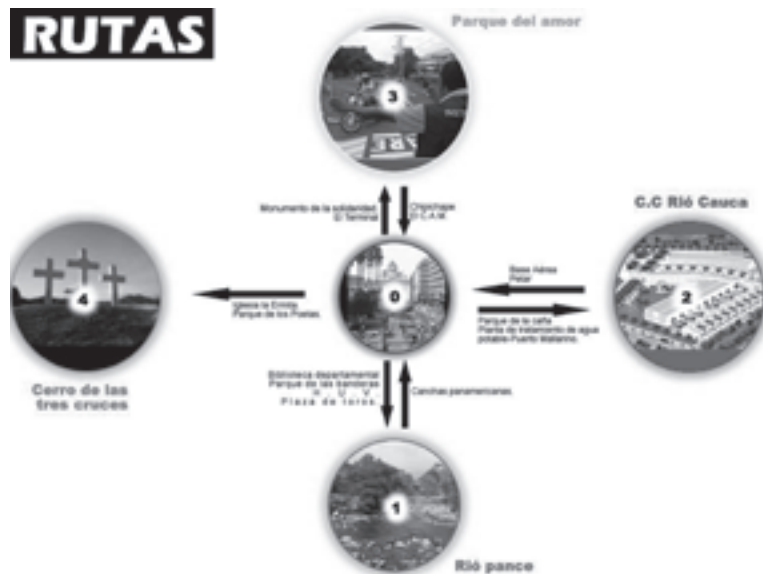 RUTAS
Parque del amor
3
Monumento de la solidaridad
El Terminal
Chipichape
El C.A.M.
C.C Rió Cauca
4
0
2
Base Aérea
Petar
Iglesia la Ermita
Parque de los Poetas.
Parque de la caña
Planta de tratamiento de agua
potable Puerto Mallarino.
Cerro de las
tres cruces
Biblioteca departamental
Parque de las banderas
H . U . V .
Plaza de toros.
Canchas panamericanas.
1
Rió pance